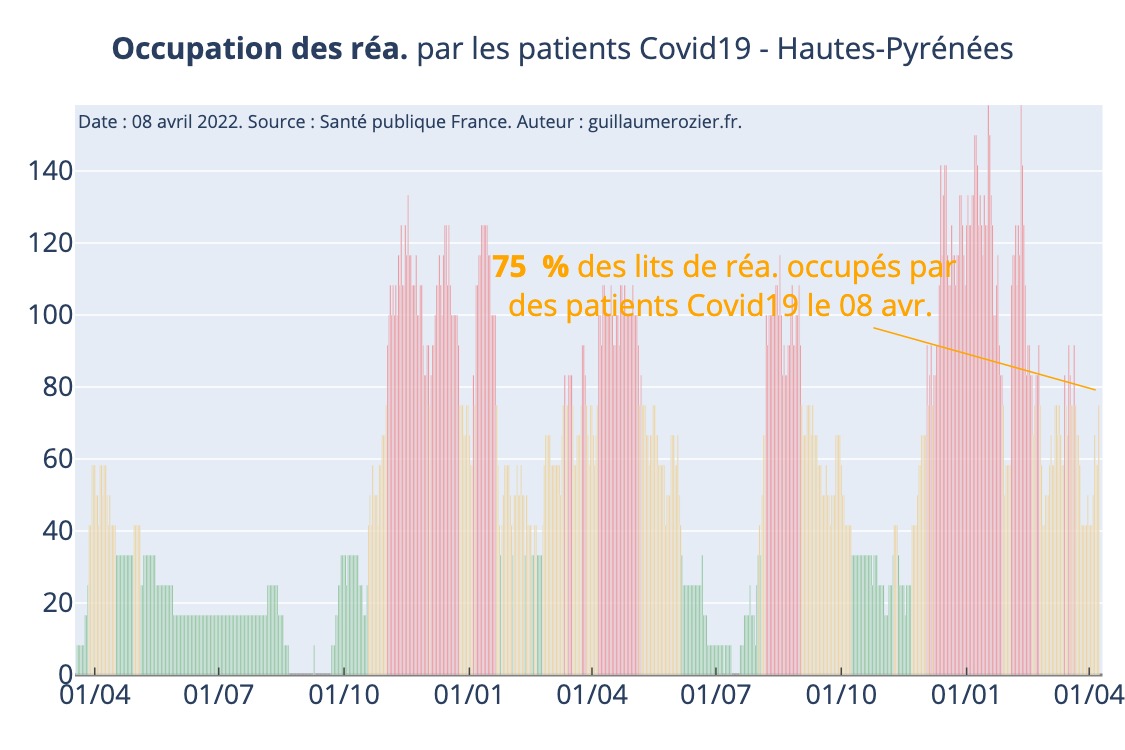 Occupation des réa. par les patients Covid19 - Hautes-Pyrénées
Date : 08 avril 2022. Source : Santé publique France. Auteur : guillaumerozier.fr.
140
120
75 % des lits de réa. occupés par
des patients Covid19 le 08 avr.
100
80
60
40
20
0
01/04 01/07 01/10 01/01 01/04 01/07 01/10 01/01 01/04